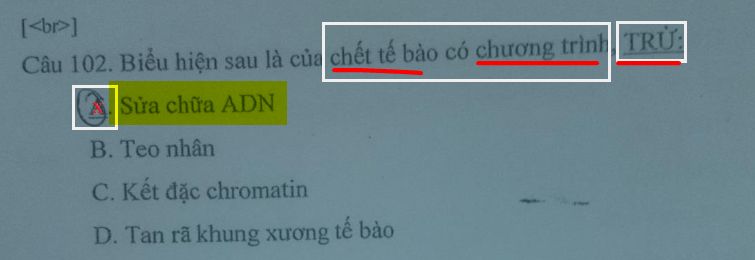 [<br>]
Câu 102. Biểu hiện sau là của chết tế bào có chương trình, TRỪ:
A. Sửa chữa ADN
B. Teo nhân
C. Kết đặc chromatin
D. Tan rã khung xương tế bào